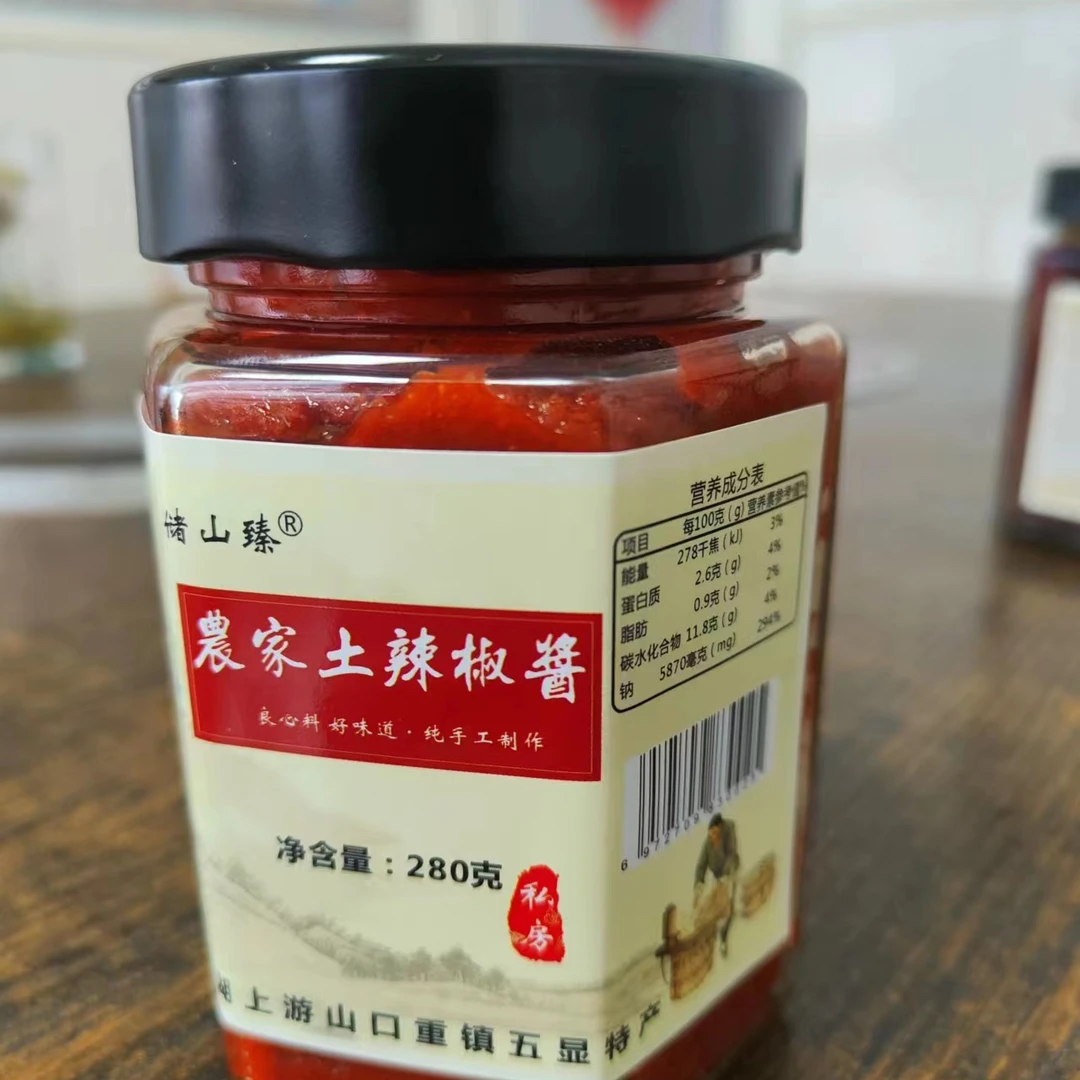 储山臻®
農家土辣椒醬
良心料 好味道·纯手工制作
净含量：280克
私房
上游山口重镇五显特产
营养成分表
项目 每100克(g) 营养素参考值%
能量 278千焦(kJ) 3%
蛋白质 2.6克(g) 4%
脂肪 0.9克(g) 2%
碳水化合物 11.8克(g) 4%
钠 5870毫克(mg) 294%